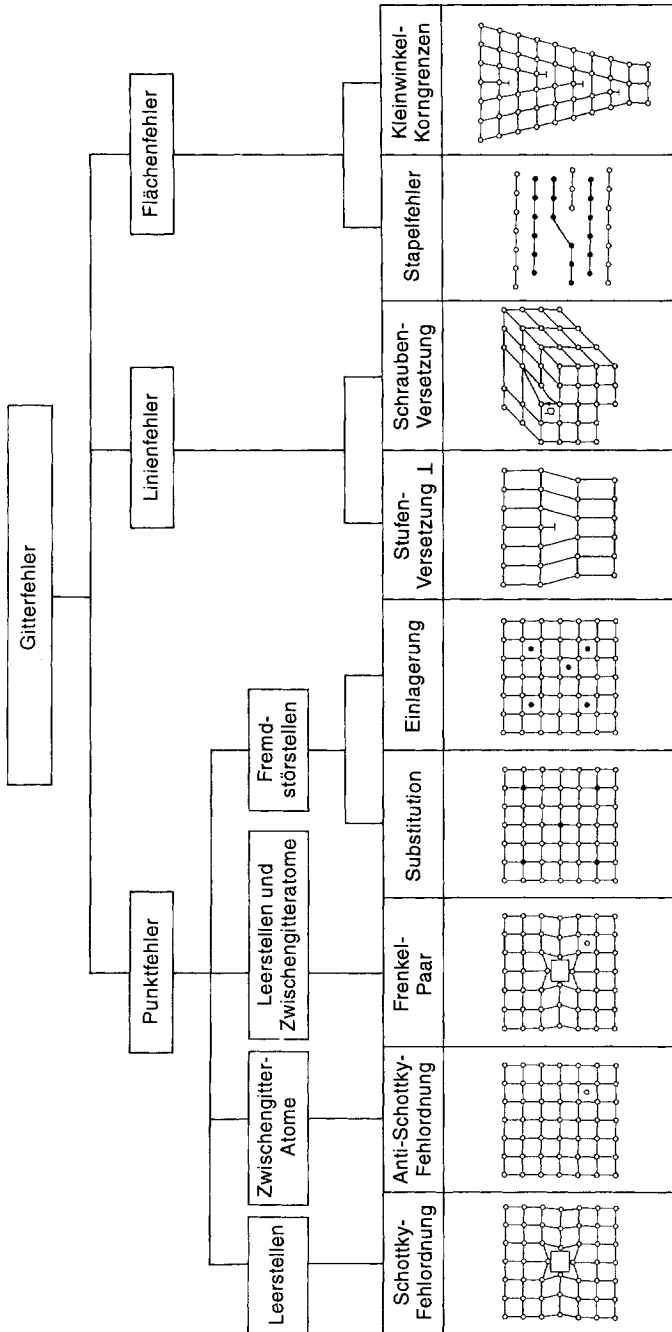 Gitterfehler
Punktfehler
Linienfehler
Flächenfehler
Leerstellen
Zwischengitter-
Atome
Leerstellen und
Zwischengitteratome
Fremd-
störstellen
Schottky-
Fehlordnung
Anti-Schottky-
Fehlordnung
Frenkel-
Paar
Substitution
Einlagerung
Stufen-
Versetzung ⊥
Schrauben-
Versetzung
Stapelfehler
Kleinwinkel-
Korngrenzen
b